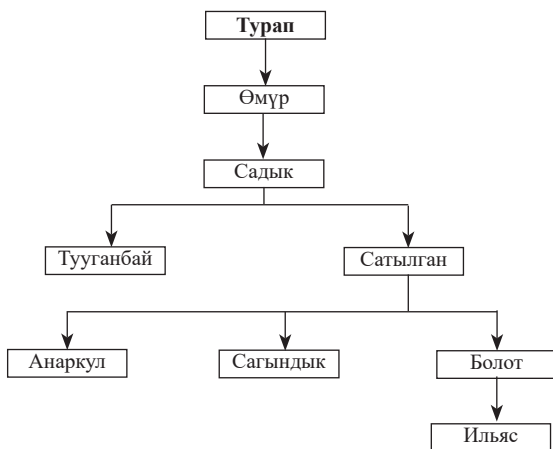 Турап
Өмүр
Садык
Тууганбай
Сатылган
Анаркул
Сагындык
Болот
Ильяс